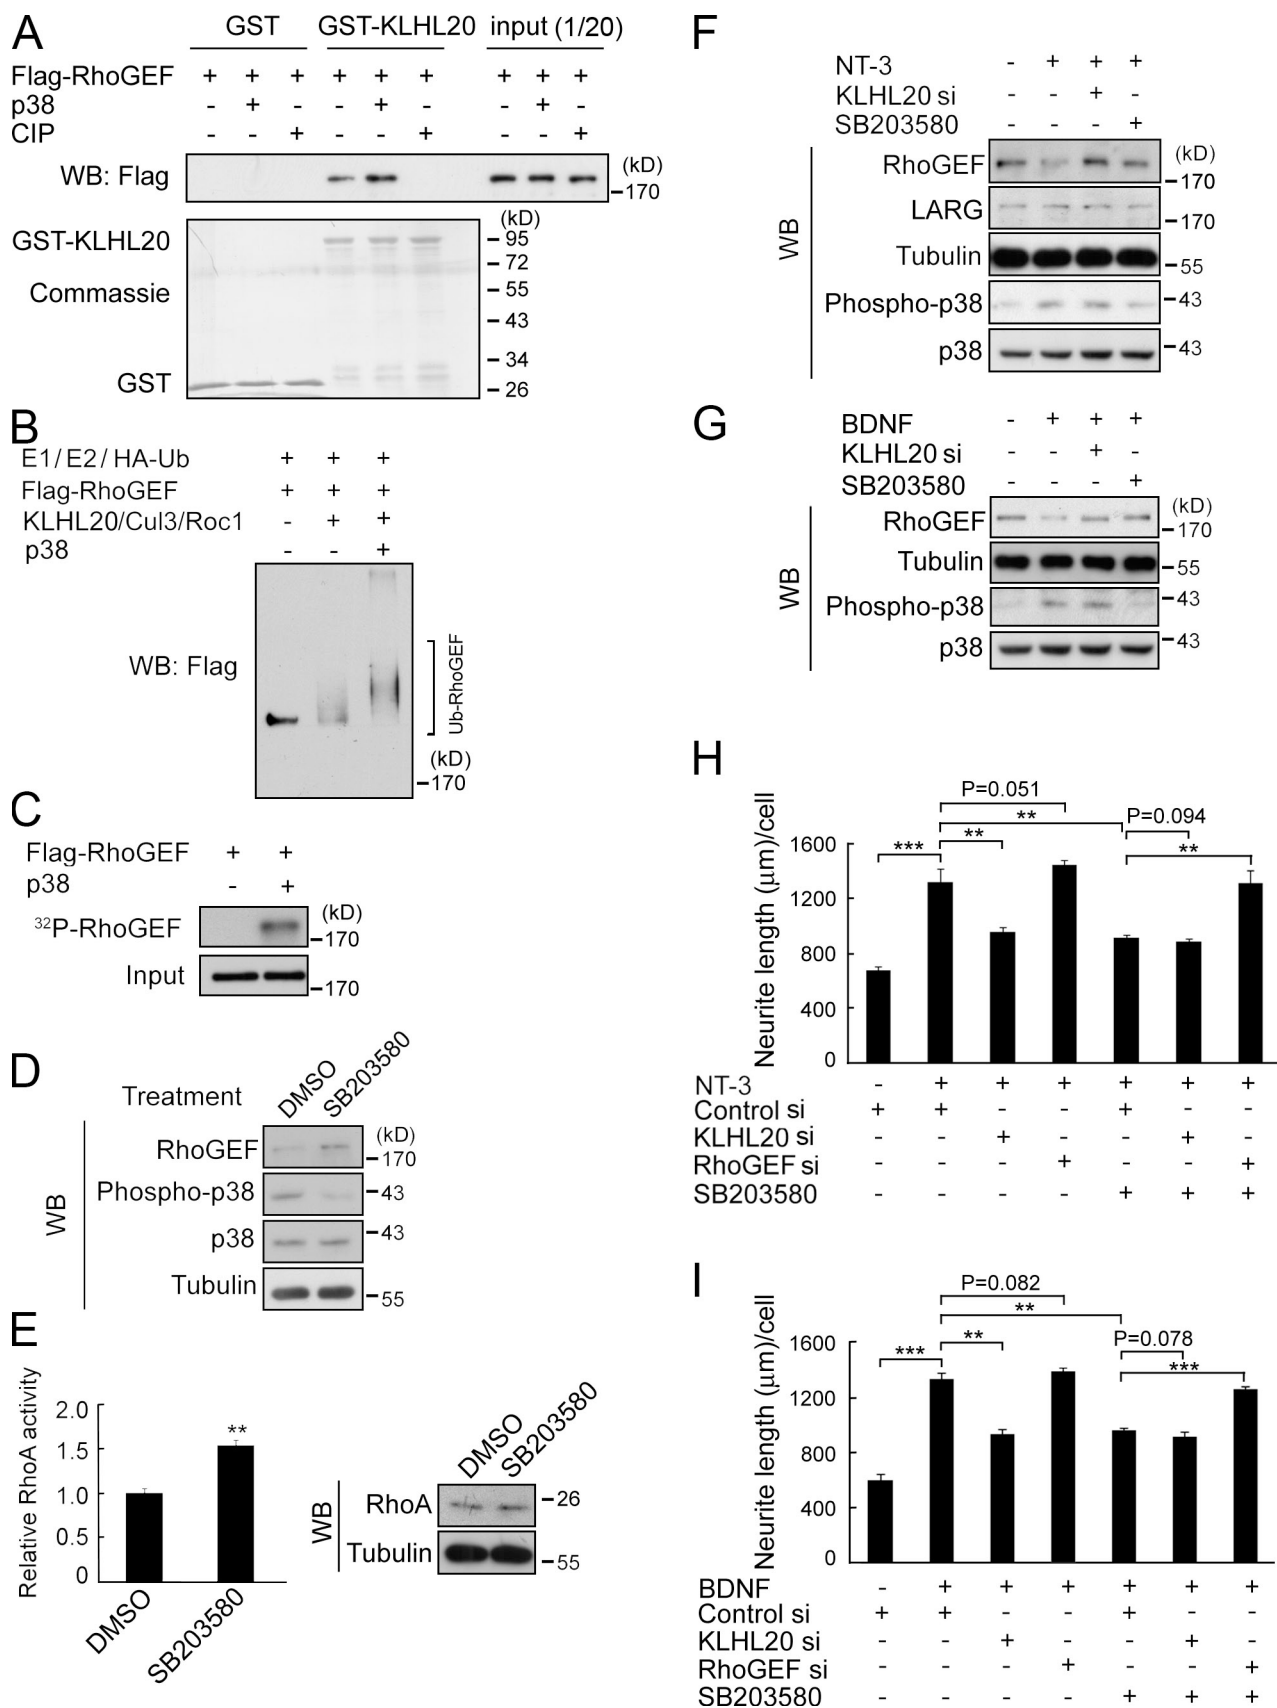 A
GST GST-KLHL20 input (1/20)
Flag-RhoGEF + + + + + + + + +
p38 - + - - + - - + -
CIP - - + - - + - - +
WB: Flag
(kD)
170
(kD)
GST-KLHL20
95
72
Commassie
55
43
34
GST
26
B
E1/E2/HA-Ub + + +
Flag-RhoGEF + + +
KLHL20/Cul3/Roc1 - + +
p38 - - +
WB: Flag
Ub-RhoGEF
(kD)
170
C
Flag-RhoGEF + +
p38 - +
32P-RhoGEF
(kD)
170
Input
170
D
Treatment DMSO SB203580
WB
RhoGEF
(kD)
170
Phospho-p38
43
p38
43
Tubulin
55
E
Relative RhoA activity
2.0
1.5
1.0
0.5
0
**
DMSO
SB203580
DMSO SB203580
WB
RhoA
26
Tubulin
55
F
NT-3 - + + +
KLHL20 si - - + -
SB203580 - - - +
WB
RhoGEF
(kD)
170
LARG
170
Tubulin
55
Phospho-p38
43
p38
43
G
BDNF - + + +
KLHL20 si - - + -
SB203580 - - - +
WB
RhoGEF
(kD)
170
Tubulin
55
Phospho-p38
43
p38
43
H
Neurite length (μm)/cell
1600
1200
800
400
0
P=0.051
**
P=0.094
***
**
**
NT-3 - + + + + + +
Control si + + - - + - -
KLHL20 si - - + - - + -
RhoGEF si - - - + - - +
SB203580 - - - - + + +
I
Neurite length (μm)/cell
1600
1200
800
400
0
P=0.082
**
P=0.078
***
**
***
BDNF - + + + + + +
Control si + + - - + - -
KLHL20 si - - + - - + -
RhoGEF si - - - + - - +
SB203580 - - - - + + +